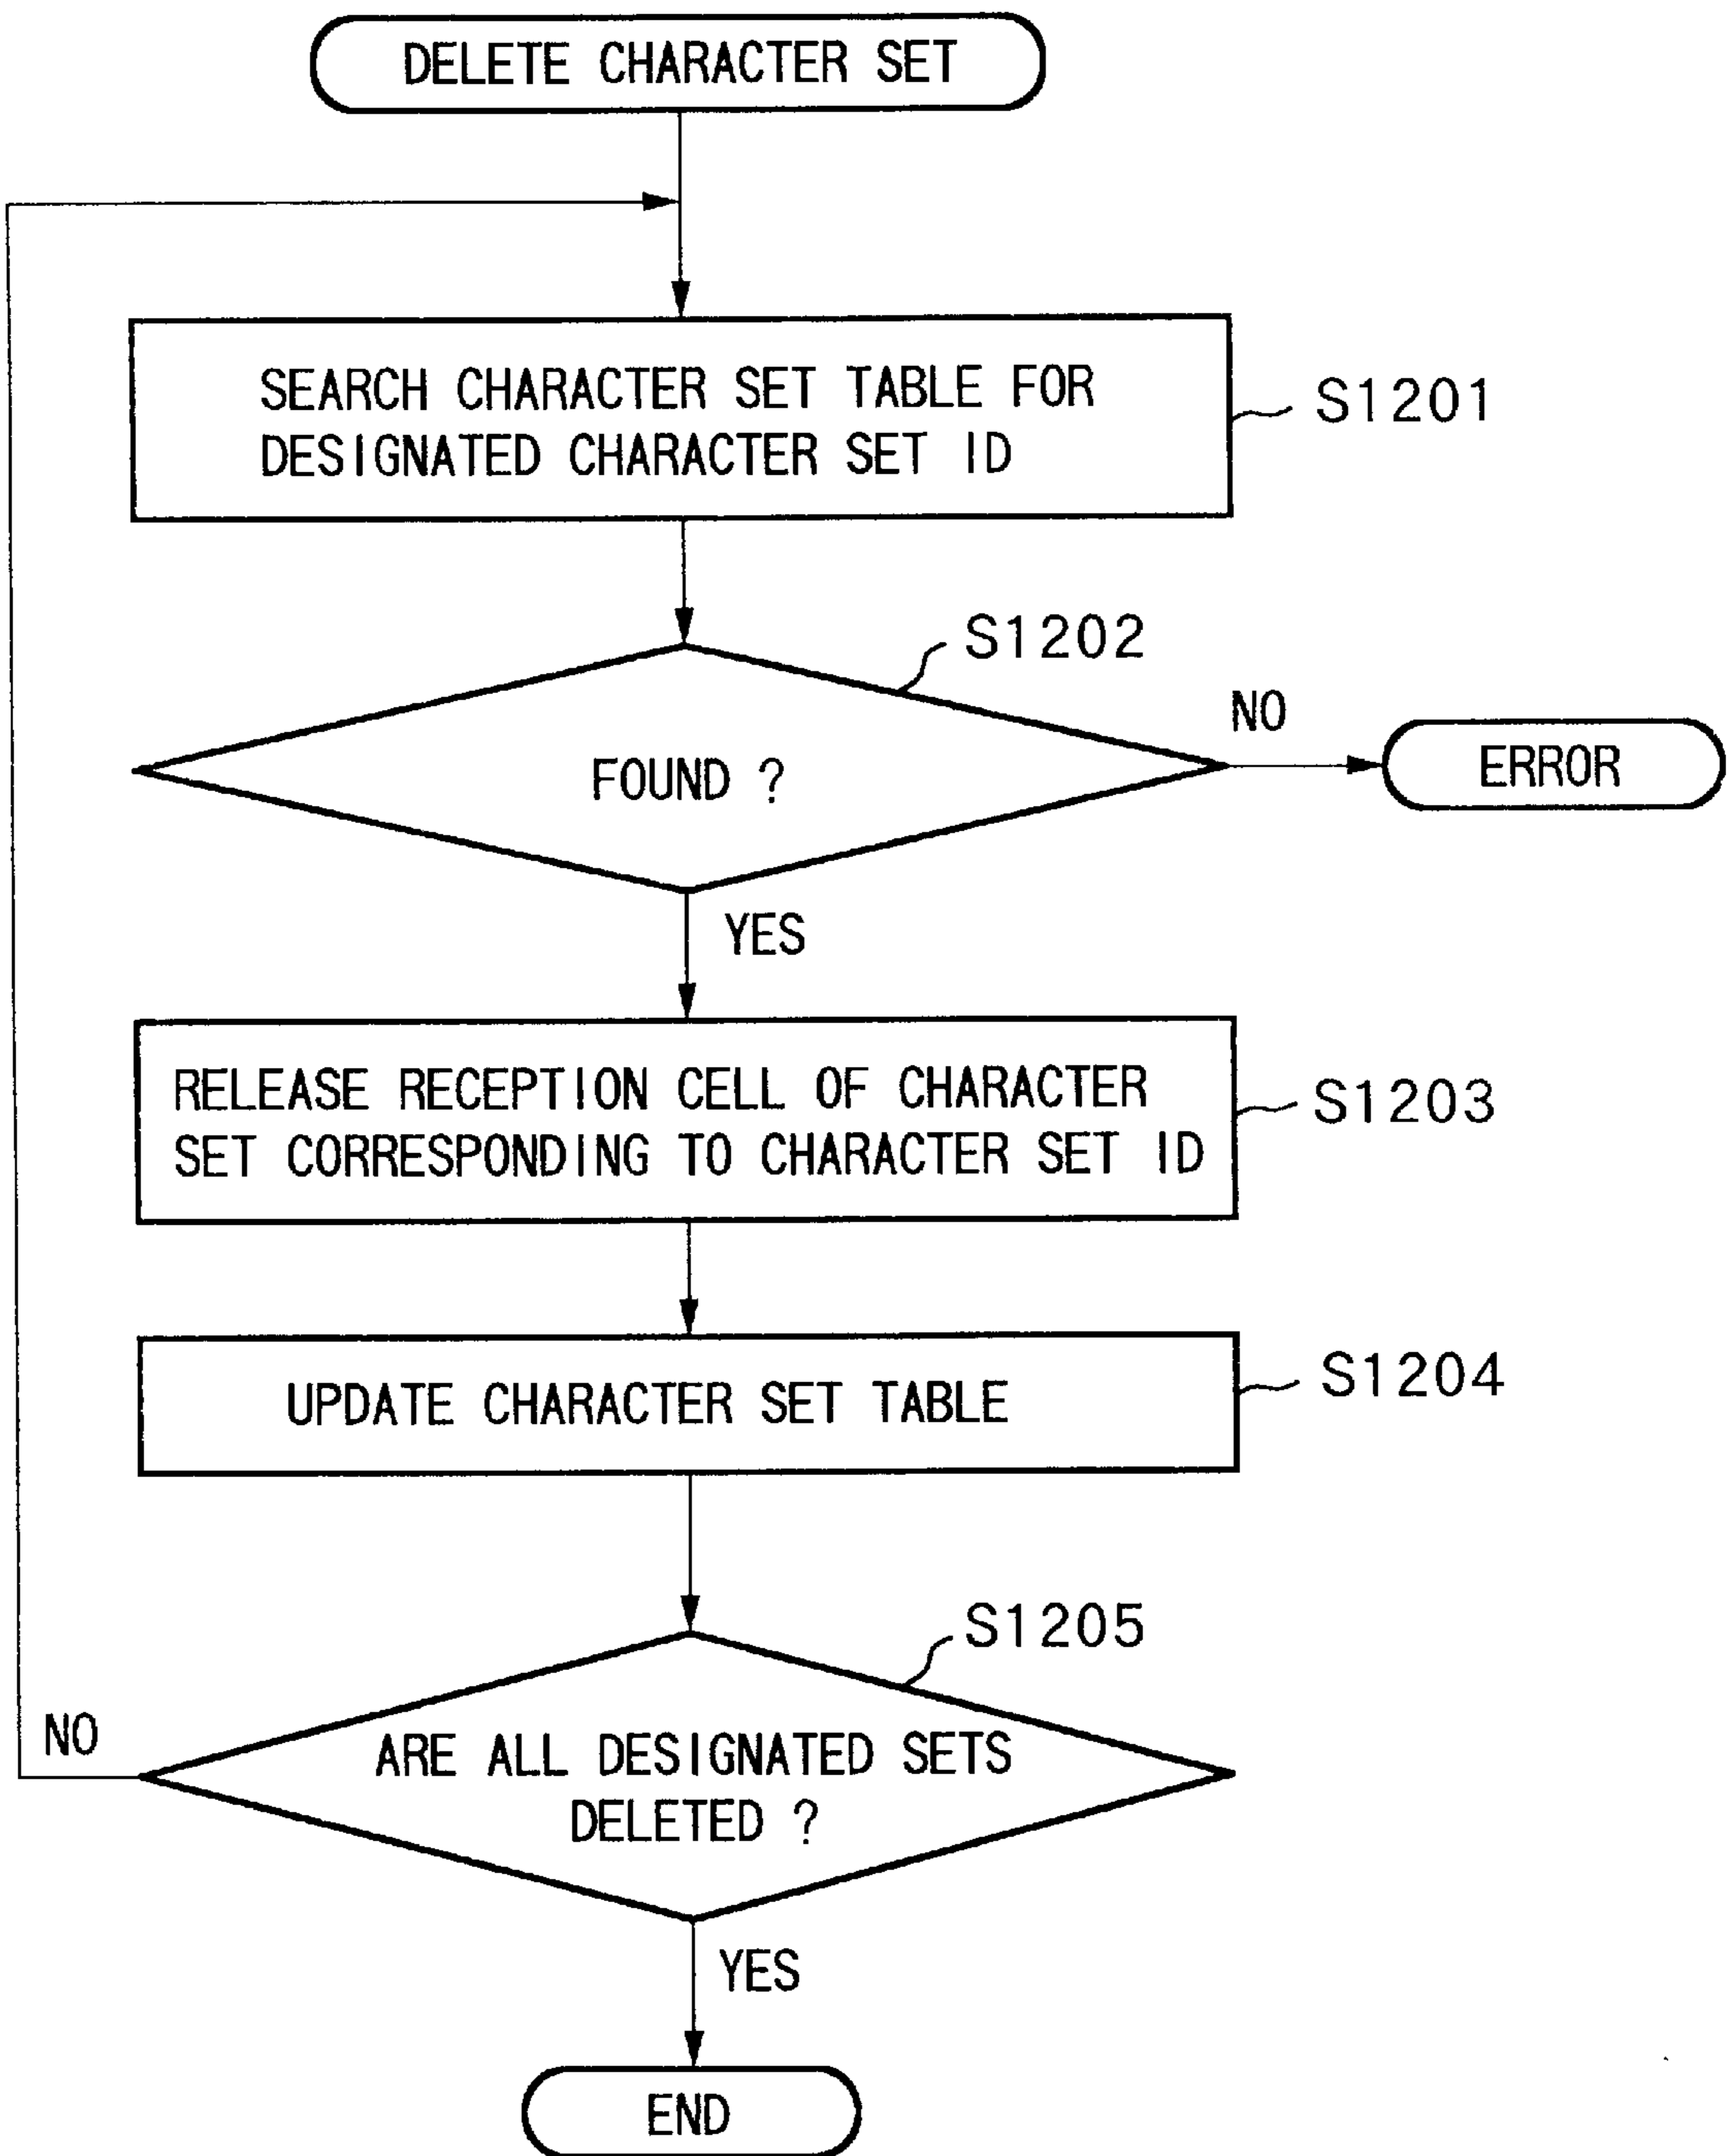 DELETE CHARACTER SET
SEARCH CHARACTER SET TABLE FOR
DESIGNATED CHARACTER SET ID
S1201
S1202
FOUND ?
NO
ERROR
YES
RELEASE RECEPTION CELL OF CHARACTER
SET CORRESPONDING TO CHARACTER SET ID
S1203
UPDATE CHARACTER SET TABLE
S1204
S1205
NO
ARE ALL DESIGNATED SETS
DELETED ?
YES
END